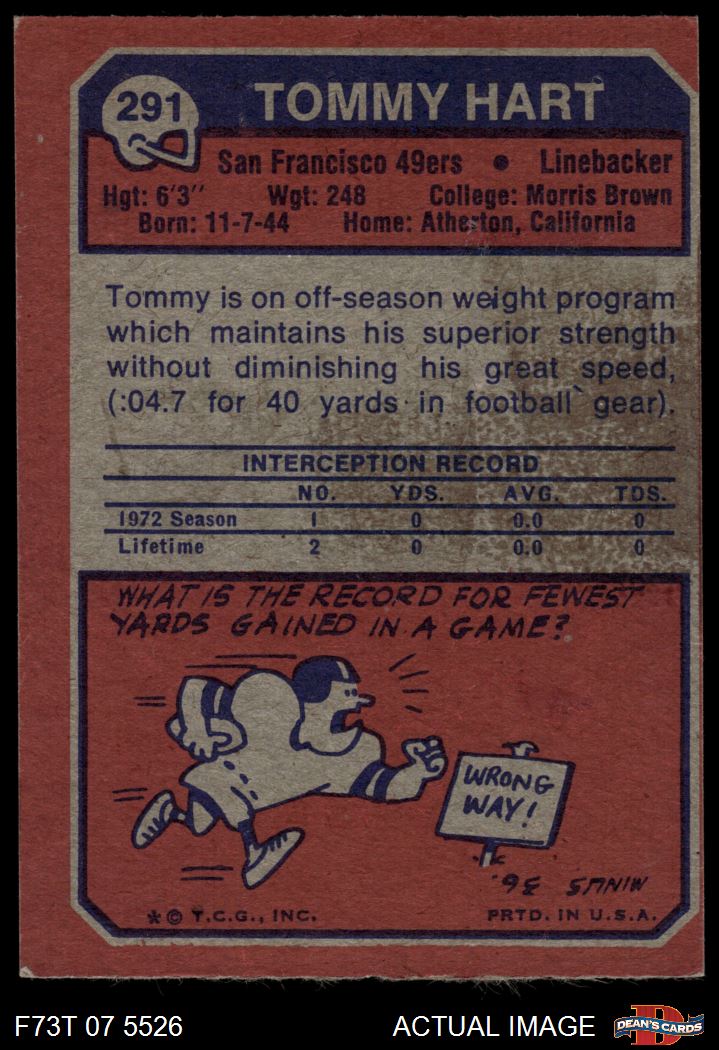 291
TOMMY HART
San Francisco 49ers • Linebacker
Hgt: 6'3" Wgt: 248 College: Morris Brown
Born: 11-7-44 Home: Atherton, California
Tommy is on off-season weight program
which maintains his superior strength
without diminishing his great speed,
(:04.7 for 40 yards in football gear).
INTERCEPTION RECORD
NO. YDS. AVG. TDS.
1972 Season 1 0 0.0 0
Lifetime 2 0 0.0 0
WHAT IS THE RECORD FOR FEWEST
YARDS GAINED IN A GAME?
WRONG
WAY!
MINUS 36.
*© T.C.G., INC. PRTD. IN U.S.A.
F73T 07 5526 ACTUAL IMAGE D
DEAN'S CARDS